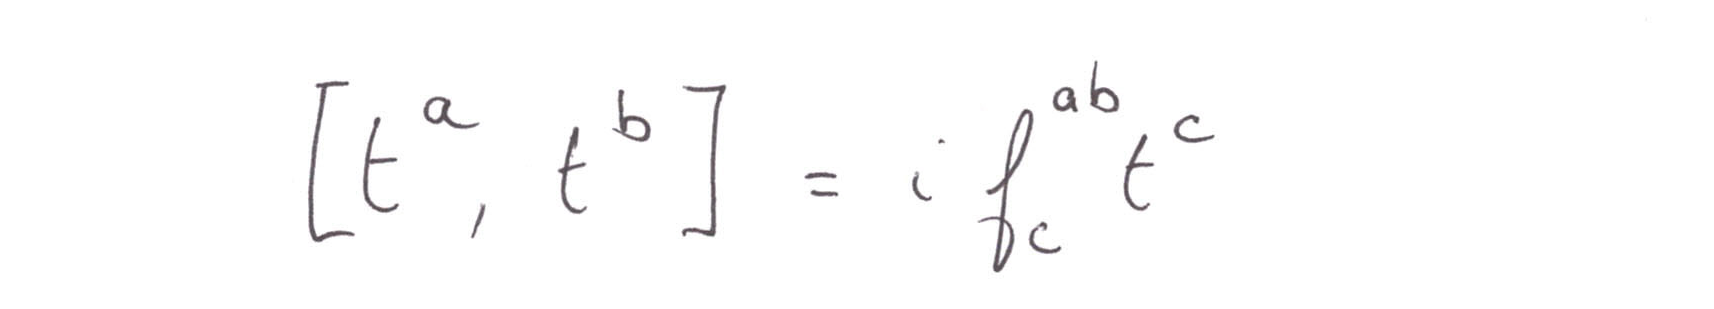 [t^a, t^b] = i f^{ab}_c t^c